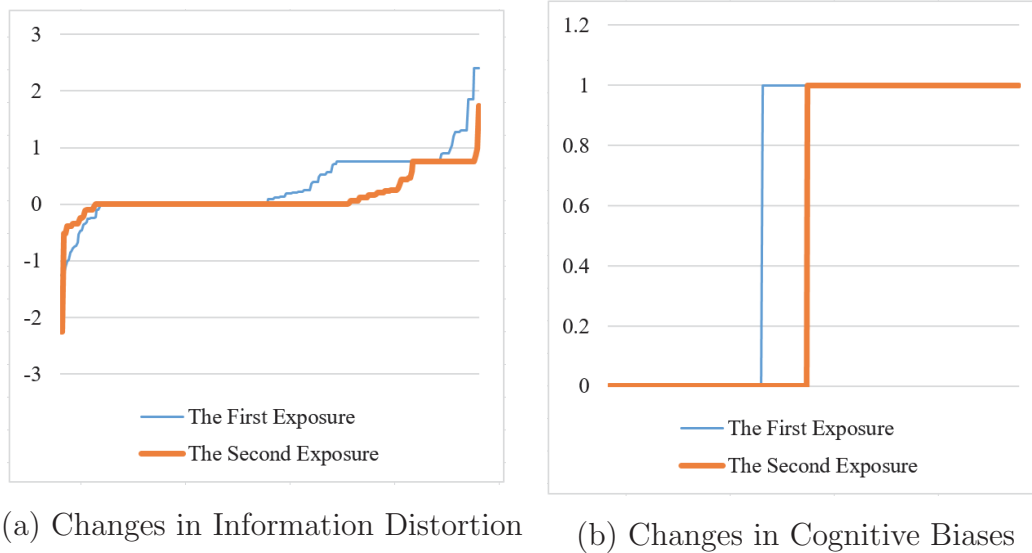 3
2
1
0
-1
-2
-3
The First Exposure
The Second Exposure
(a) Changes in Information Distortion
1.2
1
0.8
0.6
0.4
0.2
0
The First Exposure
The Second Exposure
(b) Changes in Cognitive Biases